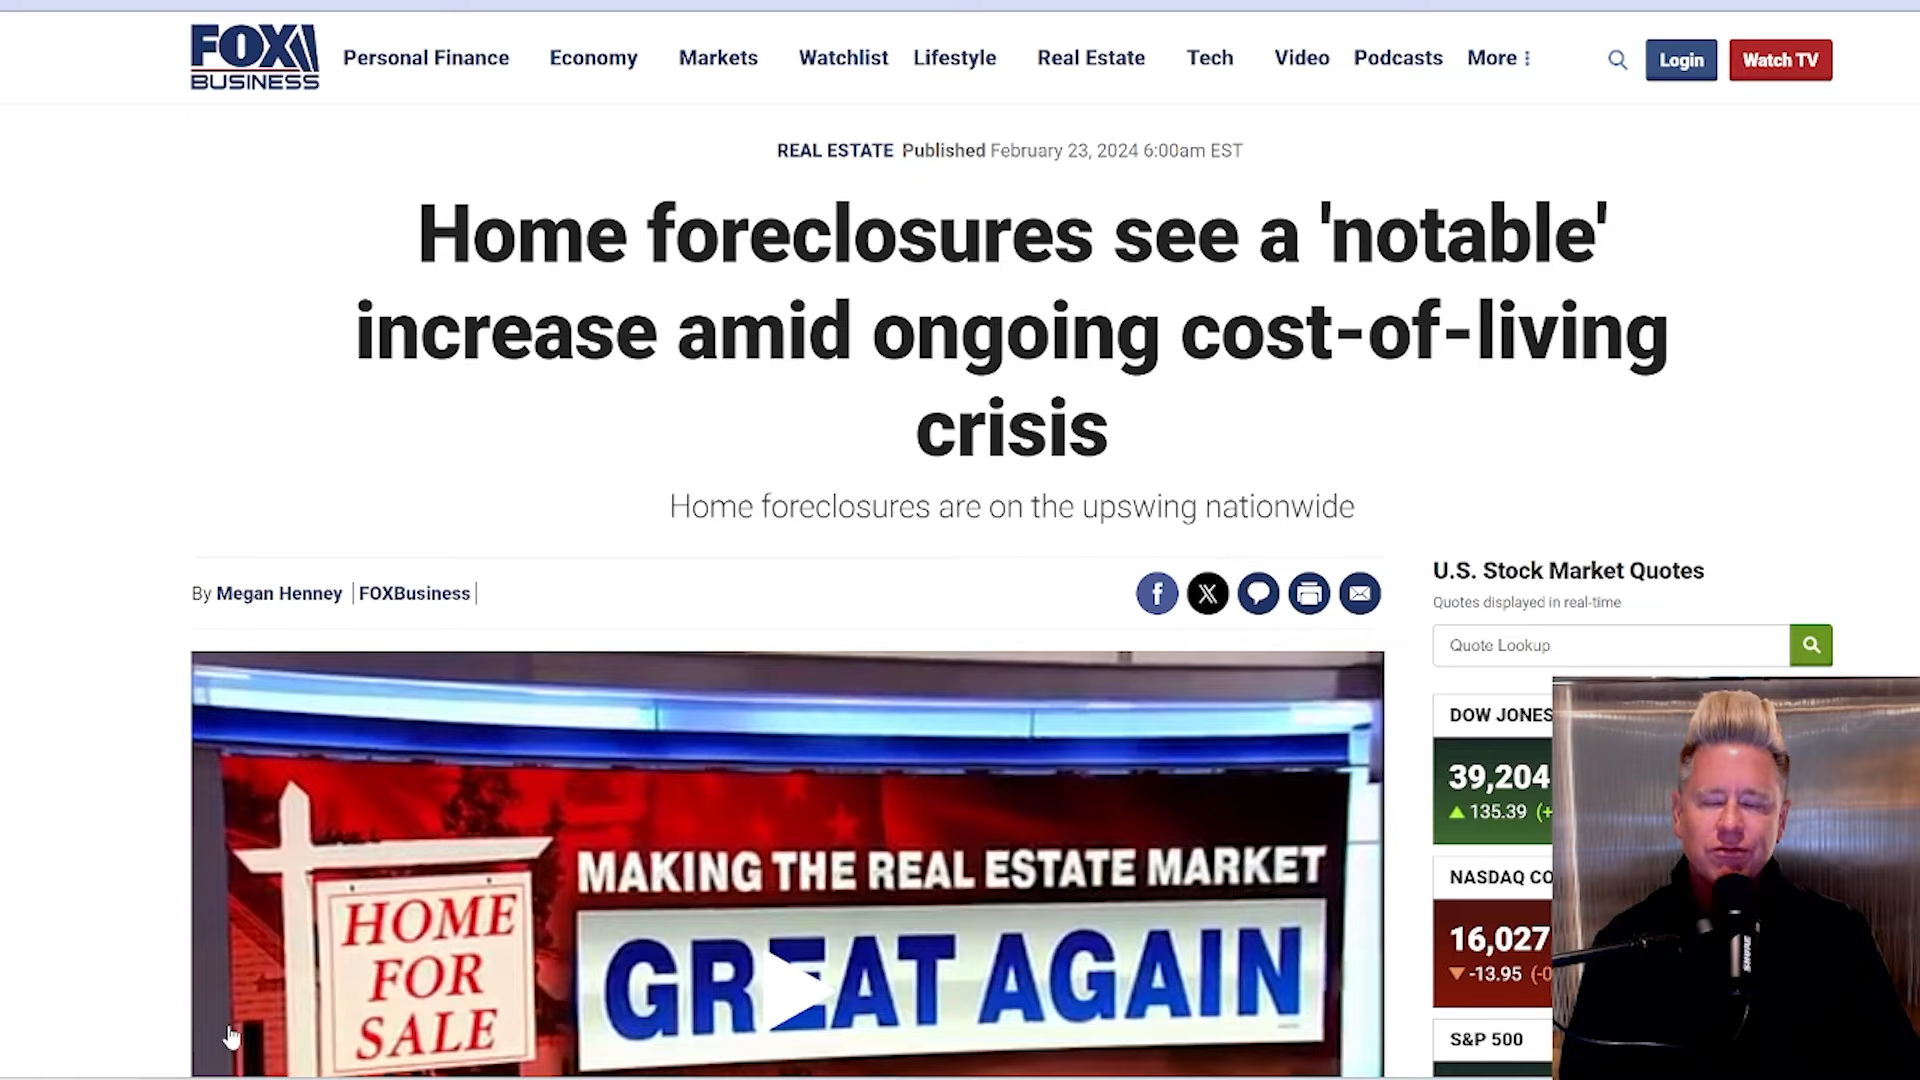 FOX
BUSINESS
Personal Finance
Economy
Markets
Watchlist
Lifestyle
Real Estate
Tech
Video
Podcasts
More
Login
Watch TV
REAL ESTATE Published February 23, 2024 6:00am EST
Home foreclosures see a 'notable'
increase amid ongoing cost-of-living
crisis
Home foreclosures are on the upswing nationwide
By Megan Henney | FOXBusiness |
U.S. Stock Market Quotes
Quotes displayed in real-time
Quote Lookup
DOW JONES
39,204
135.39 (+
NASDAQ CO
16,027
-13.95 (-0
S&P 500
HOME
FOR
SALE
MAKING THE REAL ESTATE MARKET
GREAT AGAIN
SHURE